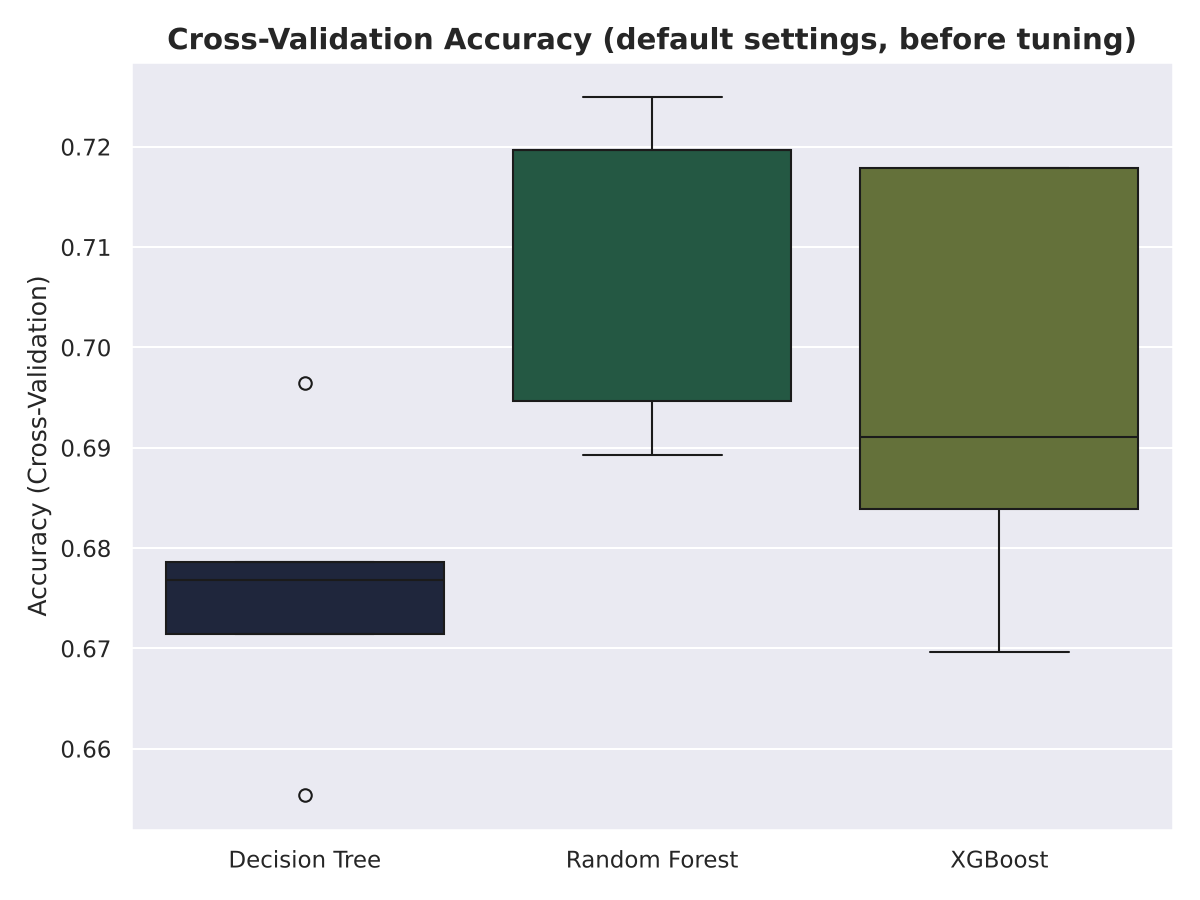 Cross-Validation Accuracy (default settings, before tuning)
Accuracy (Cross-Validation)
0.72
0.71
0.70
0.69
0.68
0.67
0.66
Decision Tree
Random Forest
XGBoost